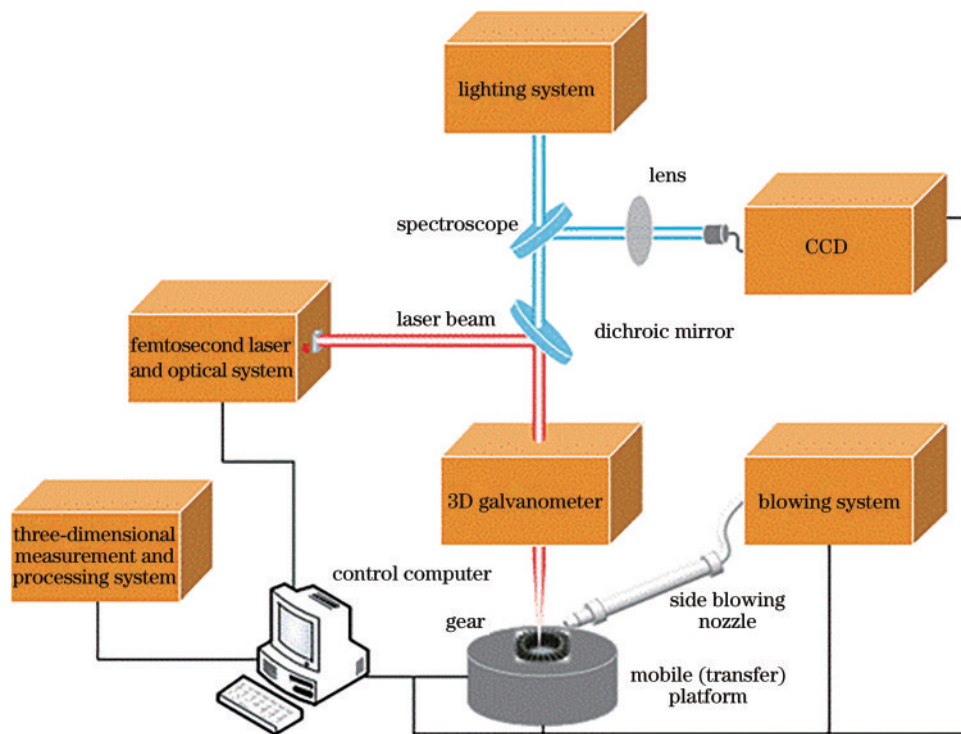 lighting system
lens
spectroscope
CCD
laser beam
dichroic mirror
femtosecond laser
and optical system
3D galvanometer
blowing system
three-dimensional
measurement and
processing system
control computer
gear
side blowing
nozzle
mobile (transfer)
platform